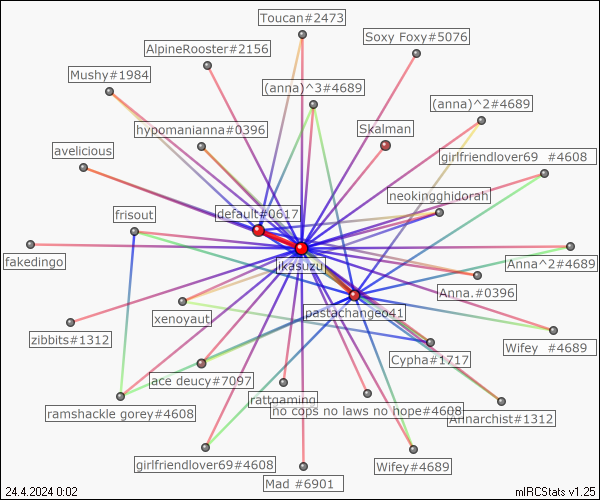 Toucan#2473
Soxy Foxy#5076
AlpineRooster#2156
Mushy#1984
(anna)^3#4689
(anna)^2#4689
hypomanianna#0396
Skalman
avelicious
girlfriendlover69 #4608
neokingghidorah
frisout
default#0617
fakedingo
ikasuzu
Anna^2#4689
Anna.#0396
pastachangeo41
xenoyaut
zibbits#1312
Wifey #4689
Cypha#1717
ace deucy#7097
rattgaming
ramshackle gorey#4608
no cops no laws no hope#4608
Annarchist#1312
girlfriendlover69#4608
Wifey#4689
Mad #6901
24.4.2024 0:02
mIRCStats v1.25